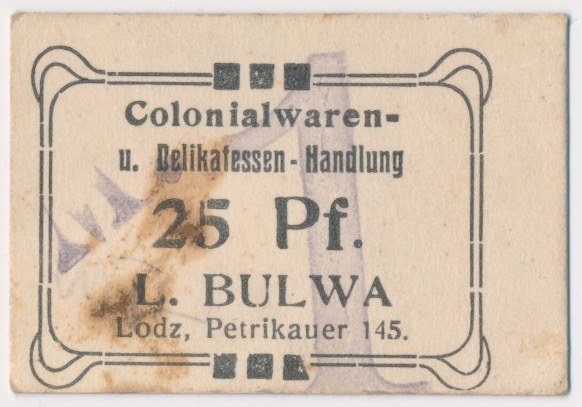 Colonialwaren-
u. Delikatessen-Handlung
25 Pf.
L. BULWA
Lodz, Petrikauer 145.